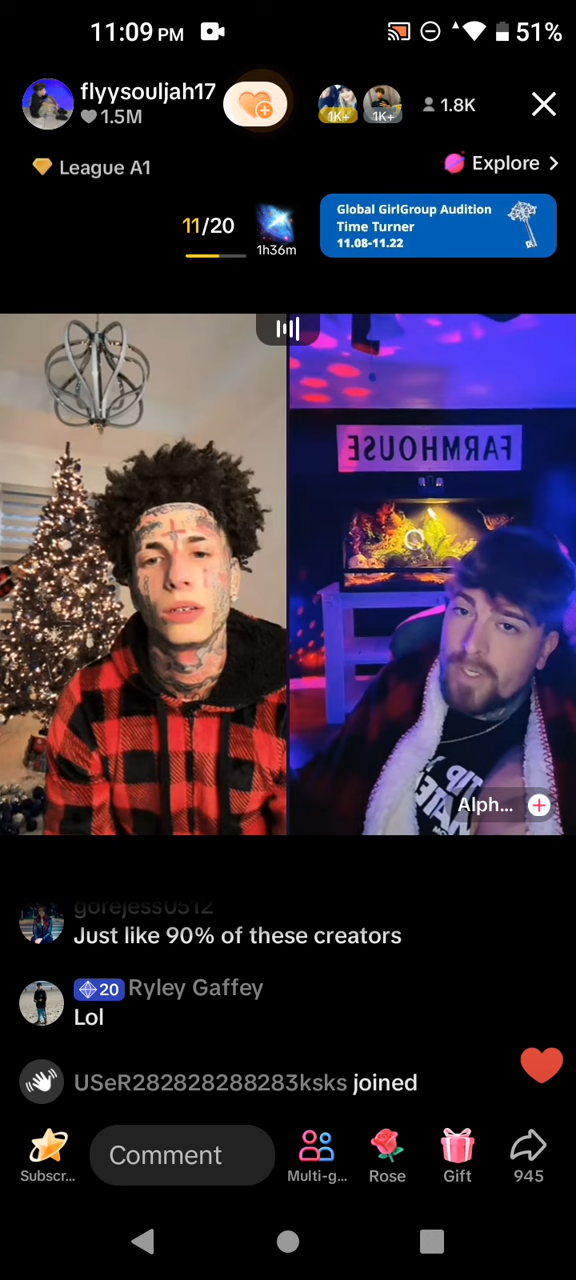 11:09 PM
51%
flyysouljah17
1.5M
1K+
1K+
1.8K
League A1
Explore >
11/20
1h36m
Global GirlGroup Audition
Time Turner
11.08-11.22
FARMHOUSE
Alph...
gorejess0512
Just like 90% of these creators
20 Ryley Gaffey
Lol
USeR282828288283ksks joined
Comment
Subscr...
Multi-g...
Rose
Gift
945